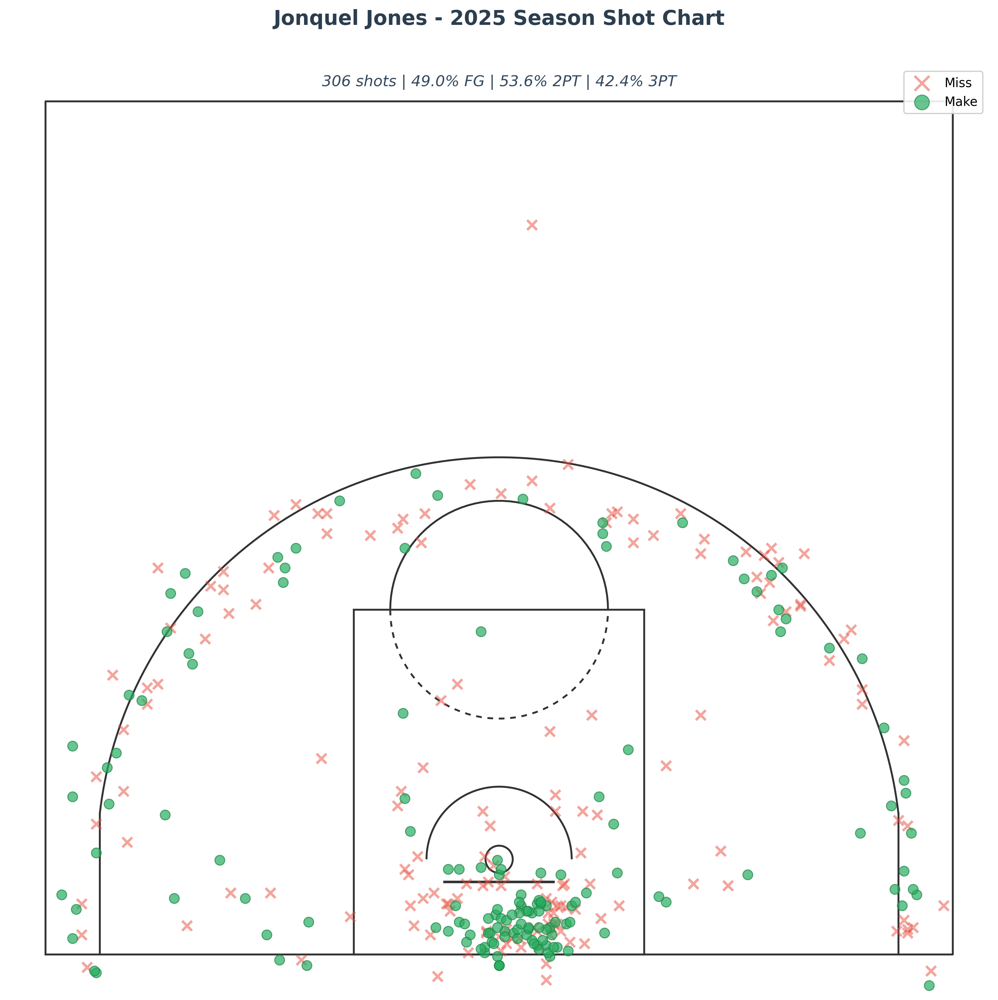 Jonquel Jones - 2025 Season Shot Chart
306 shots | 49.0% FG | 53.6% 2PT | 42.4% 3PT
Miss
Make